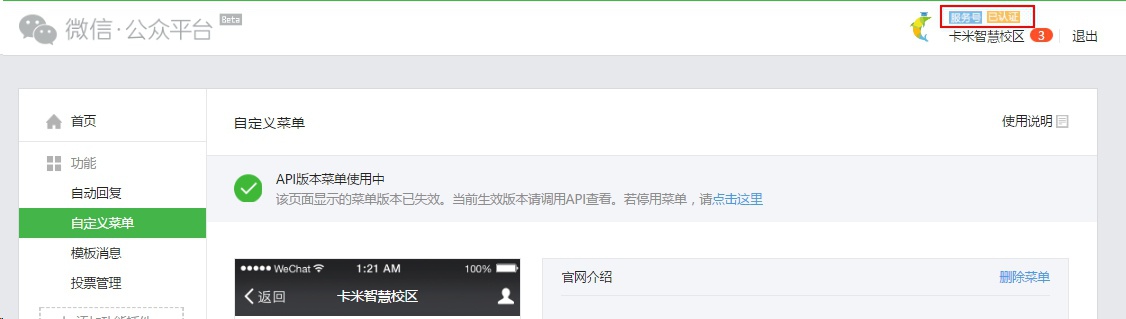 微信·公众平台 Beta
服务号 已认证
卡米智慧校区 3 退出
首页
自定义菜单
使用说明
功能
自动回复
自定义菜单
模板消息
投票管理
API版本菜单使用中
该页面显示的菜单版本已失效。当前生效版本请调用API查看。若停用菜单，请点击这里
WeChat 1:21 AM 100%
返回 卡米智慧校区
官网介绍 删除菜单